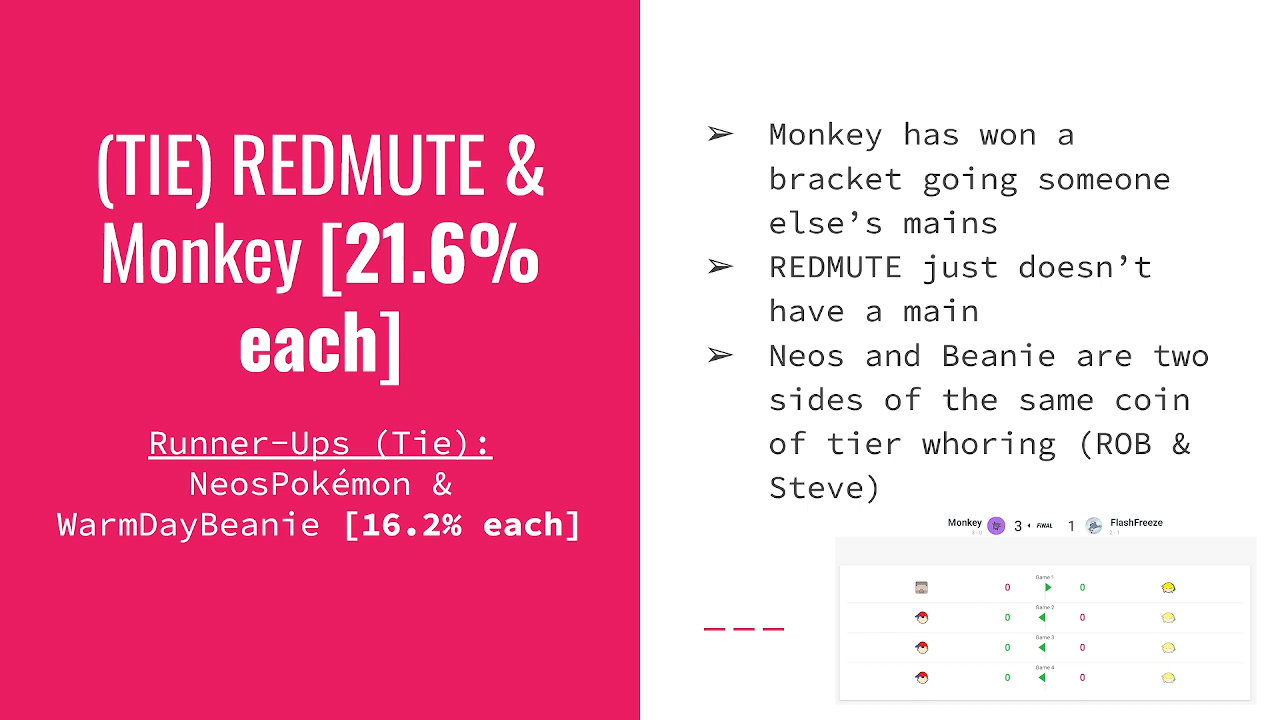 (TIE) REDMUTE &
Monkey [21.6%
each]
Runner-Ups (Tie):
NeosPokémon &
WarmDayBeanie [16.2% each]
➢ Monkey has won a
bracket going someone
else’s mains
➢ REDMUTE just doesn’t
have a main
➢ Neos and Beanie are two
sides of the same coin
of tier whoring (ROB &
Steve)
Monkey 3 FINAL 1 FlashFreeze
Game 1
0 0
Game 2
0 0
Game 3
0 0
Game 4
0 0